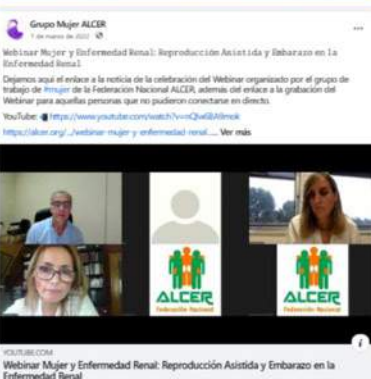 Grupo Mujer ALCER
7 de marzo de 2022
Webinar Mujer y Enfermedad Renal: Reproducción Asistida y Embarazo en la
Enfermedad Renal
Dejamos aquí el enlace a la noticia de la celebración del Webinar organizado por el grupo de
trabajo de #mujer de la Federación Nacional ALCER, además del enlace a la grabación del
Webinar para aquellas personas que no pudieron conectarse en directo.
YouTube: https://www.youtube.com/watch?v=
https://alcer.org/.../webinar-mujer-y-enfermedad-renal..... Ver más
ALCER
Federación Nacional
ALCER
Federación Nacional
YOUTUBE.COM
Webinar Mujer y Enfermedad Renal: Reproducción Asistida y Embarazo en la
Enfermedad Renal